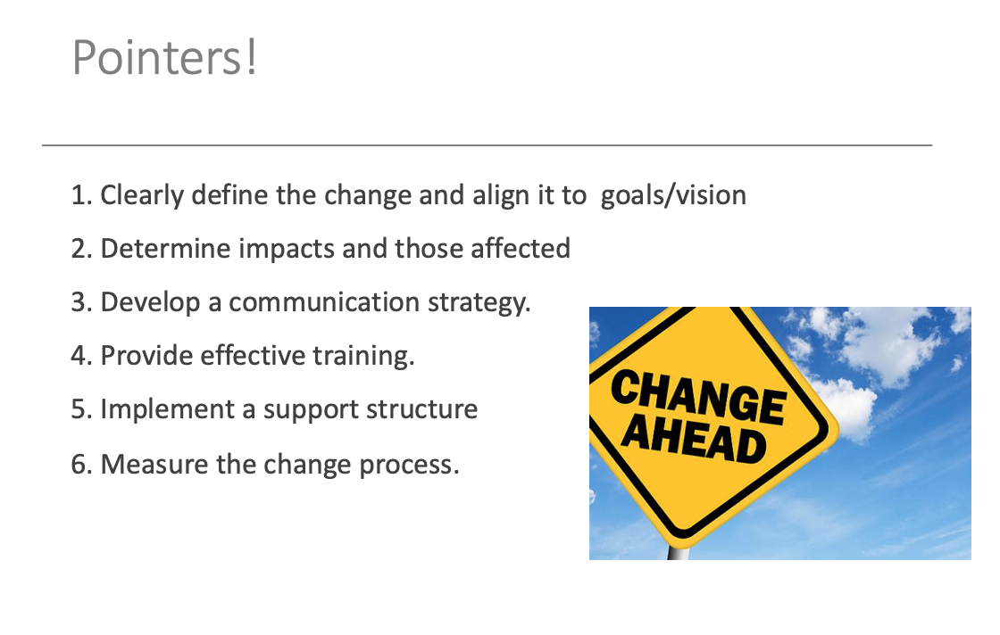 Pointers!
1. Clearly define the change and align it to  goals/vision
2. Determine impacts and those affected
3. Develop a communication strategy.
4. Provide effective training.
5. Implement a support structure
6. Measure the change process.
CHANGE
AHEAD